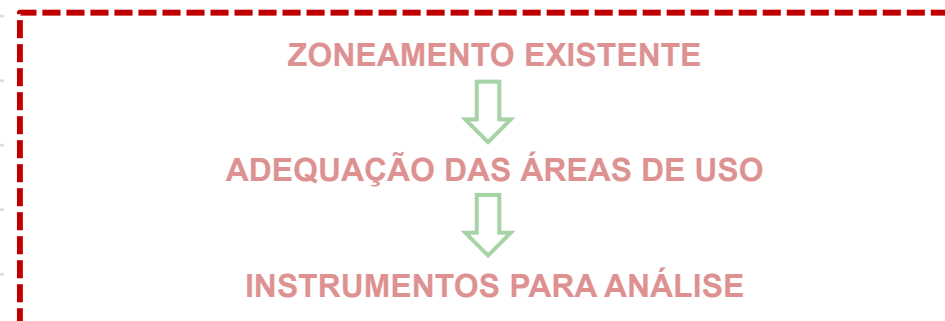 ZONEAMENTO EXISTENTE
ADEQUAÇÃO DAS ÁREAS DE USO
INSTRUMENTOS PARA ANÁLISE